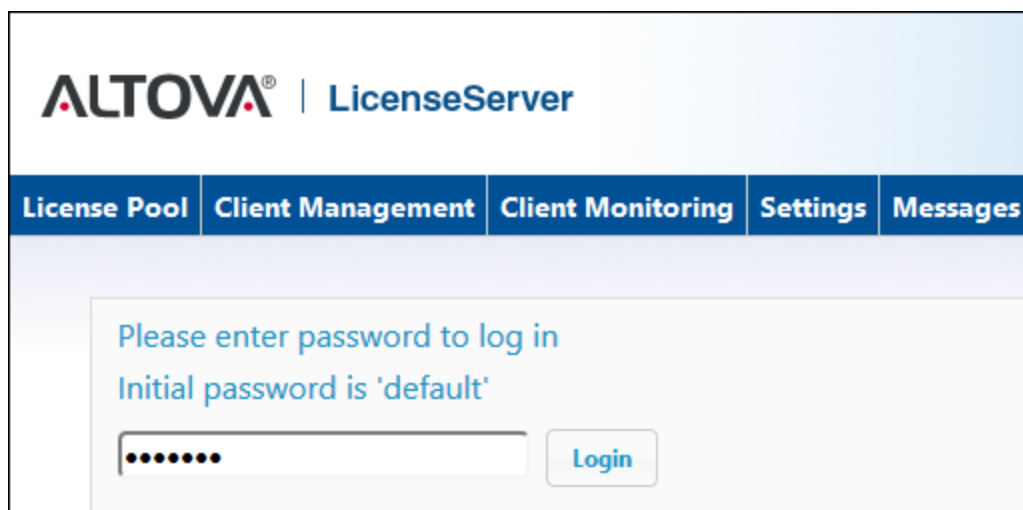 ALTOVA® | LicenseServer
License Pool Client Management Client Monitoring Settings Messages
Please enter password to log in
Initial password is 'default'
•••••••
Login